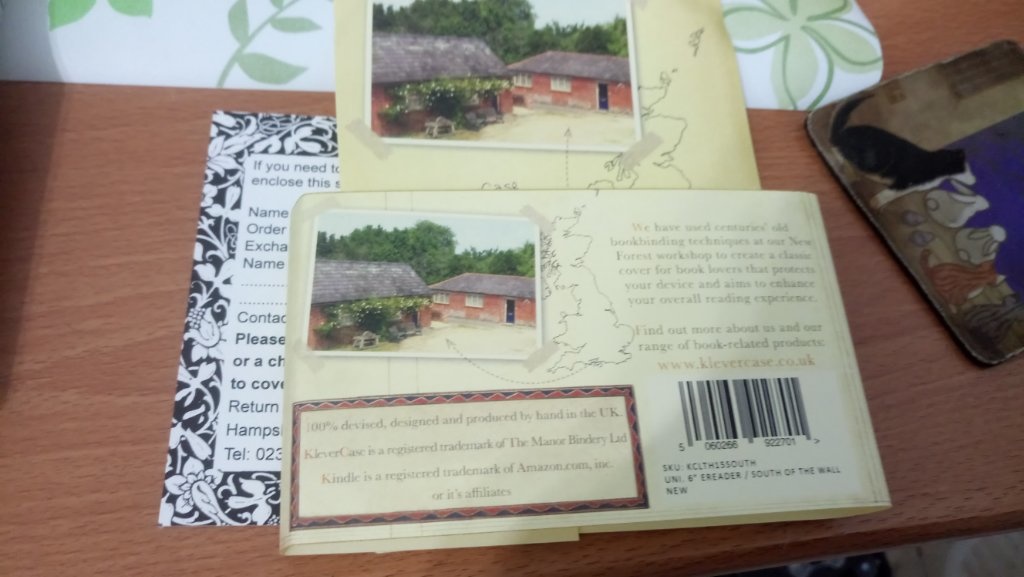 If you need to
enclose this s
Name
Order
Excha
Name
Contac
Please
or a ch
to cove
Return
Hamps
Tel: 023
case
We have used centuries' old
bookbinding techniques at our New
Forest workshop to create a classic
cover for book lovers that protects
your device and aims to enhance
your overall reading experience.
Find out more about us and our
range of book-related products:
www.klevercase.co.uk
100% devised, designed and produced by hand in the UK.
KleverCase is a registered trademark of The Manor Bindery Ltd
Kindle is a registered trademark of Amazon.com, inc.
or it's affiliates
5 060266 922701 >
SKU: KCLTH15SOUTH
UNI. 6" EREADER / SOUTH OF THE WALL
NEW